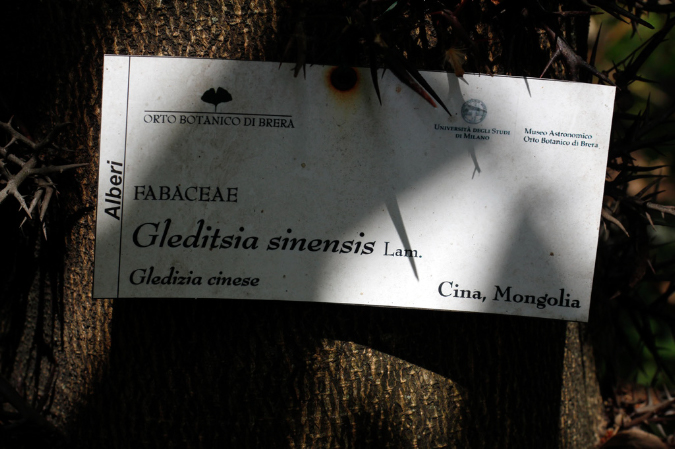 Alberi
ORTO BOTANICO DI BRERA
UNIVERSITÀ DEGLI STUDI
DI MILANO
Museo Astronomico
Orto Botanico di Brera
FABACEAE
Gleditsia sinensis Lam.
Gledizia cinese
Cina, Mongolia